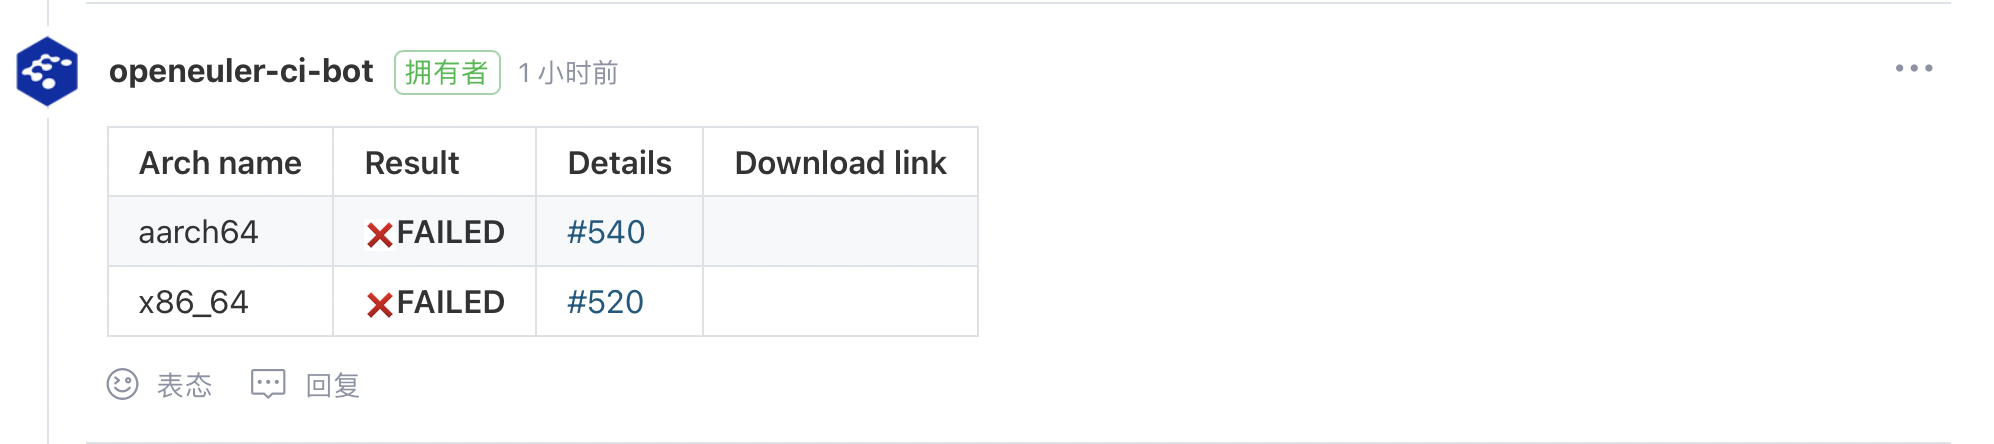 openeuler-ci-bot 拥有者 1 小时前
Arch name Result Details Download link
aarch64 ❌FAILED #540
x86_64 ❌FAILED #520
表态 回复